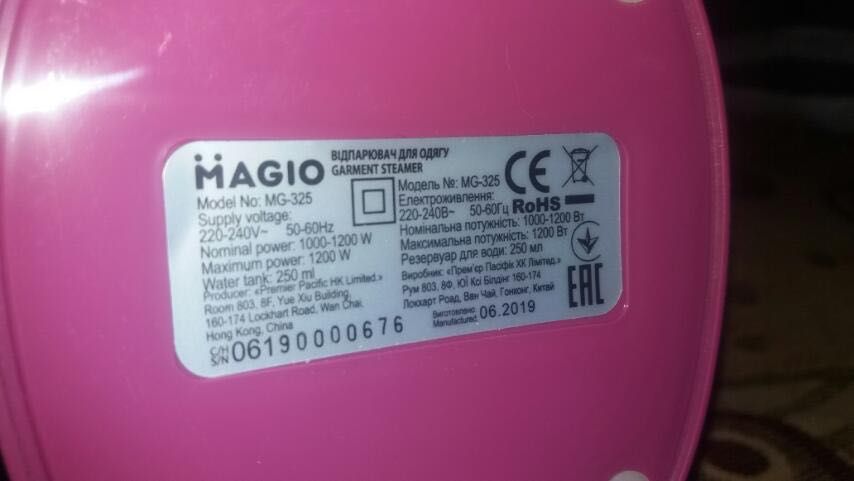 MAGIO
ВІДПАРЮВАЧ ДЛЯ ОДЯГУ
GARMENT STEAMER
Model No: MG-325
Supply voltage:
220-240V~ 50-60Hz
Nominal power: 1000-1200 W
Maximum power: 1200 W
Water tank: 250 ml
Producer: «Premier Pacific HK Limited.»
Room 803, 8F, Yue Xiu Building,
160-174 Lockhart Road, Wan Chai,
Hong Kong, China
С/Н
S/N 06190000676
Модель №: MG-325
Електроживлення:
220-240В~ 50-60Гц
Номінальна потужність: 1000-1200 Вт
Максимальна потужність: 1200 Вт
Резервуар для води: 250 мл
Виробник: «Прем'єр Пасіфік ХК Лімітед.»
Рум 803, 8Ф, ЮЇ Ксі Білдінг 160-174
Локхарт Роад, Ван Чай, Гонконг, Китай
Виготовлено:
Manufactured: 06.2019
CE
RoHS
EAC